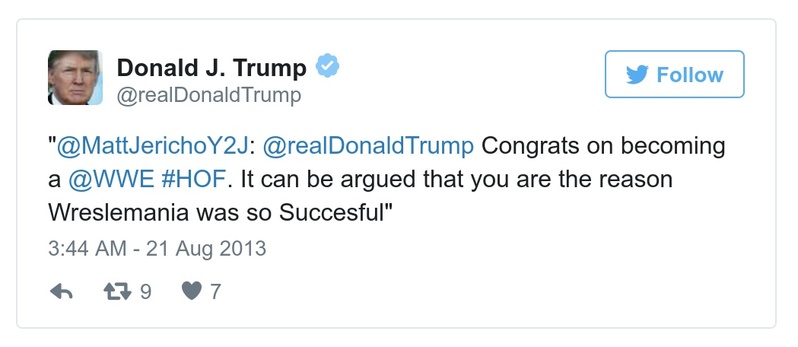 Donald J. Trump
@realDonaldTrump
Follow
"@MattJerichoY2J: @realDonaldTrump Congrats on becoming
a @WWE #HOF. It can be argued that you are the reason
Wreslemania was so Succesful"
3:44 AM - 21 Aug 2013
9 7